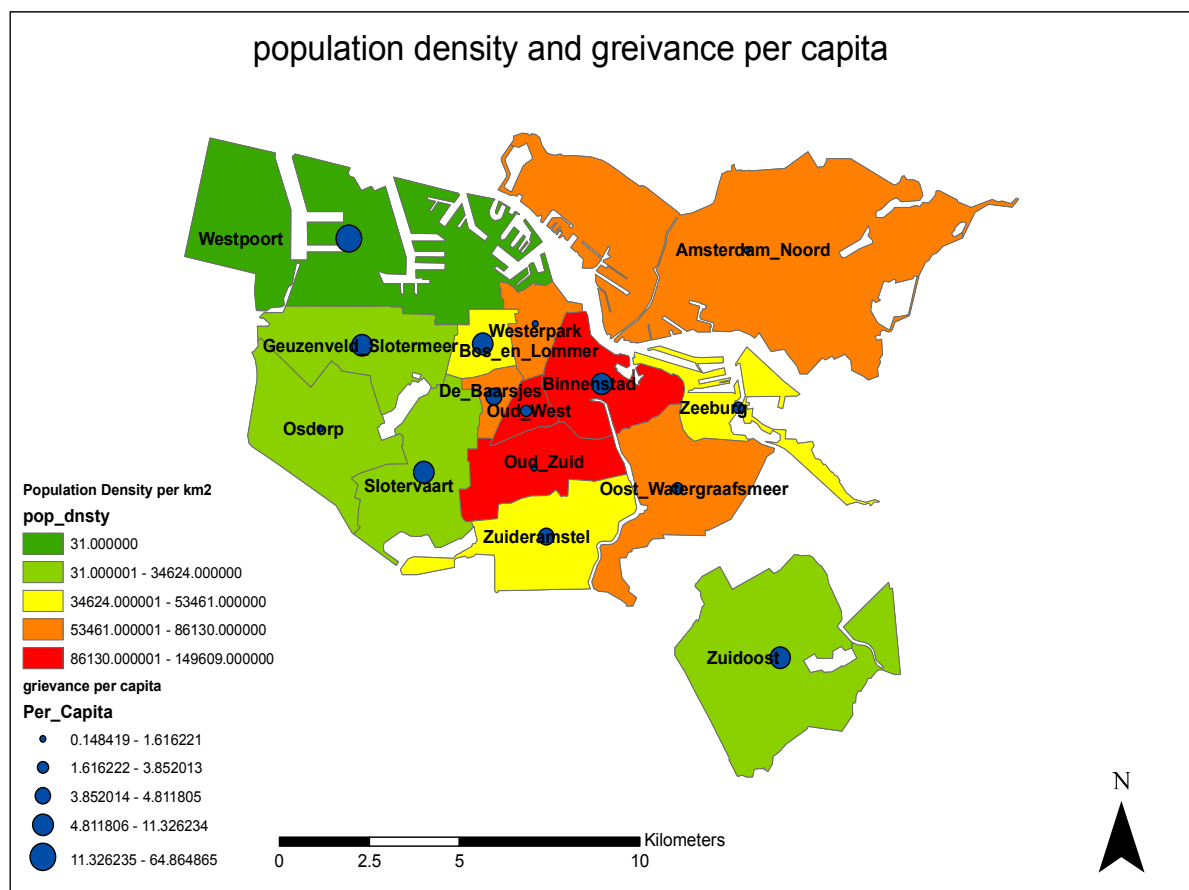 population density and greivance per capita
Westpoort
Amsterdam_Noord
Westerpark
Geuzenveld_Slotermeer
Bos_en_Lommer
De_Baarsjes
Binnenstad
Oud_West
Zeeburg
Osdorp
Oud_Zuid
Slotervaart
Oost_Watergraafsmeer
Zuideramstel
Zuidoost
Population Density per km2
pop_dnsty
31.000000
31.000001 - 34624.000000
34624.000001 - 53461.000000
53461.000001 - 86130.000000
86130.000001 - 149609.000000
grievance per capita
Per_Capita
0.148419 - 1.616221
1.616222 - 3.852013
3.852014 - 4.811805
4.811806 - 11.326234
11.326235 - 64.864865
Kilometers
0 2.5 5 10
N